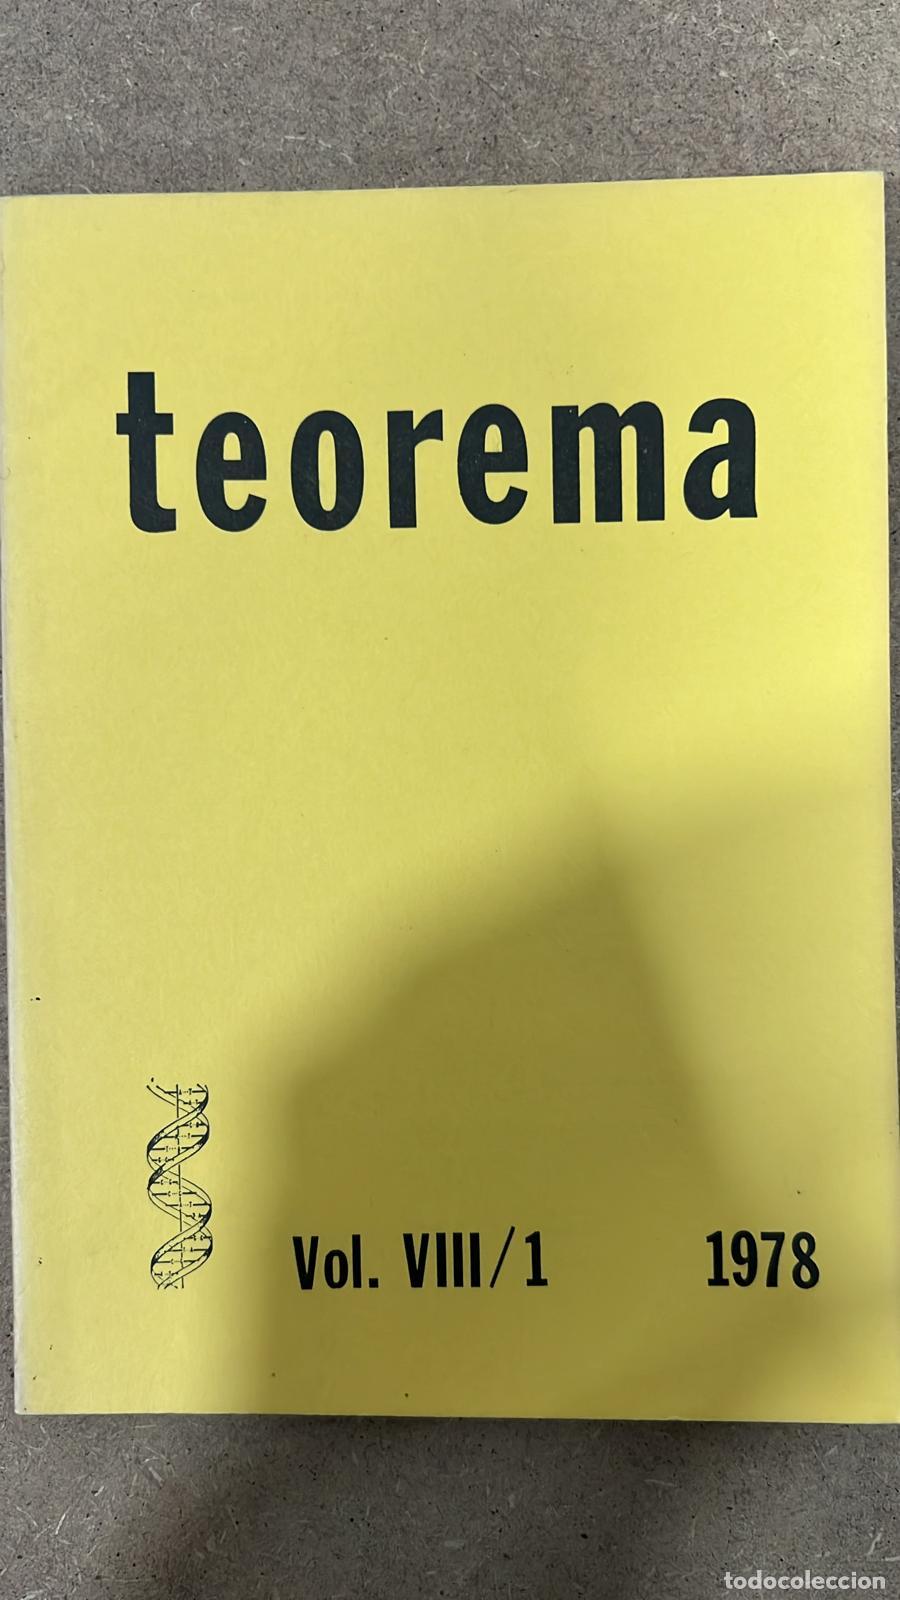 teorema
Vol. VIII/1 1978
todocoleccion